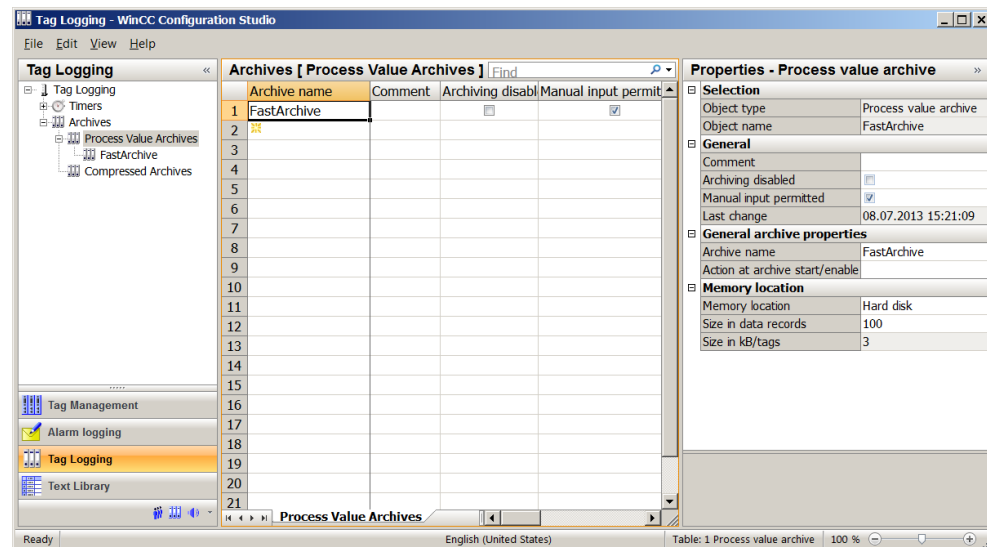 Tag Logging - WinCC Configuration Studio
File Edit View Help
Tag Logging «
Tag Logging
Timers
Archives
Process Value Archives
FastArchive
Compressed Archives
Tag Management
Alarm logging
Tag Logging
Text Library
Archives [ Process Value Archives ] Find
Archive name Comment Archiving disabl Manual input permit
1 FastArchive
2
3
4
5
6
7
8
9
10
11
12
13
14
15
16
17
18
19
20
21
Process Value Archives
Properties - Process value archive »
Selection
Object type Process value archive
Object name FastArchive
General
Comment
Archiving disabled
Manual input permitted
Last change 08.07.2013 15:21:09
General archive properties
Archive name FastArchive
Action at archive start/enable
Memory location
Memory location Hard disk
Size in data records 100
Size in kB/tags 3
Ready English (United States) Table: 1 Process value archive 100 %